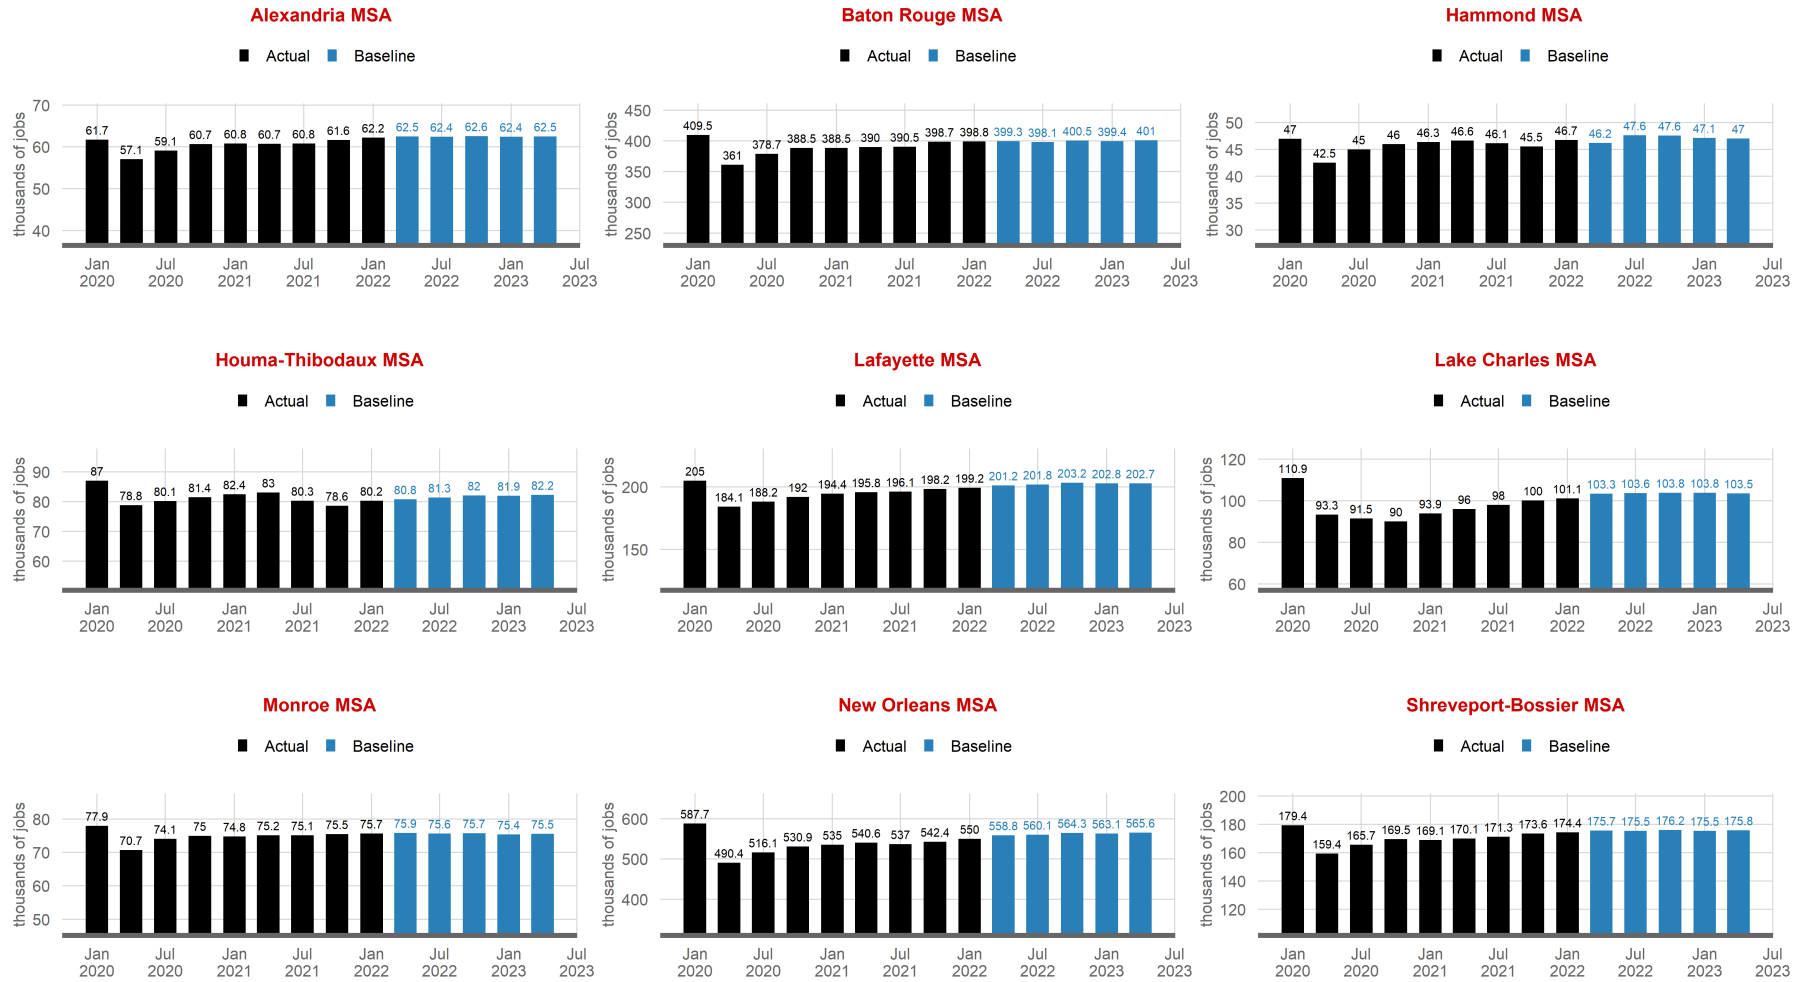 Alexandria MSA
Actual Baseline
thousands of jobs
70
60
50
40
61.7 57.1 59.1 60.7 60.8 60.7 60.8 61.6 62.2 62.5 62.4 62.6 62.4 62.5
Jan Jul Jan Jul Jan Jul Jan Jul
2020 2020 2021 2021 2022 2022 2023 2023
Baton Rouge MSA
Actual Baseline
thousands of jobs
450
400
350
300
250
409.5 361 378.7 388.5 388.5 390 390.5 398.7 398.8 399.3 398.1 400.5 399.4 401
Jan Jul Jan Jul Jan Jul Jan Jul
2020 2020 2021 2021 2022 2022 2023 2023
Hammond MSA
Actual Baseline
thousands of jobs
50
45
40
35
30
47 42.5 45 46 46.3 46.6 46.1 45.5 46.7 46.2 47.6 47.6 47.1 47
Jan Jul Jan Jul Jan Jul Jan Jul
2020 2020 2021 2021 2022 2022 2023 2023
Houma-Thibodaux MSA
Actual Baseline
thousands of jobs
90
80
70
60
87 78.8 80.1 81.4 82.4 83 80.3 78.6 80.2 80.8 81.3 82 81.9 82.2
Jan Jul Jan Jul Jan Jul Jan Jul
2020 2020 2021 2021 2022 2022 2023 2023
Lafayette MSA
Actual Baseline
thousands of jobs
200
150
205 184.1 188.2 192 194.4 195.8 196.1 198.2 199.2 201.2 201.8 203.2 202.8 202.7
Jan Jul Jan Jul Jan Jul Jan Jul
2020 2020 2021 2021 2022 2022 2023 2023
Lake Charles MSA
Actual Baseline
thousands of jobs
120
100
80
60
110.9 93.3 91.5 90 93.9 96 98 100 101.1 103.3 103.6 103.8 103.8 103.5
Jan Jul Jan Jul Jan Jul Jan Jul
2020 2020 2021 2021 2022 2022 2023 2023
Monroe MSA
Actual Baseline
thousands of jobs
80
70
60
50
77.9 70.7 74.1 75 74.8 75.2 75.1 75.5 75.7 75.9 75.6 75.7 75.4 75.5
Jan Jul Jan Jul Jan Jul Jan Jul
2020 2020 2021 2021 2022 2022 2023 2023
New Orleans MSA
Actual Baseline
thousands of jobs
600
500
400
587.7 490.4 516.1 530.9 535 540.6 537 542.4 550 558.8 560.1 564.3 563.1 565.6
Jan Jul Jan Jul Jan Jul Jan Jul
2020 2020 2021 2021 2022 2022 2023 2023
Shreveport-Bossier MSA
Actual Baseline
thousands of jobs
200
180
160
140
120
179.4 159.4 165.7 169.5 169.1 170.1 171.3 173.6 174.4 175.7 175.5 176.2 175.5 175.8
Jan Jul Jan Jul Jan Jul Jan Jul
2020 2020 2021 2021 2022 2022 2023 2023